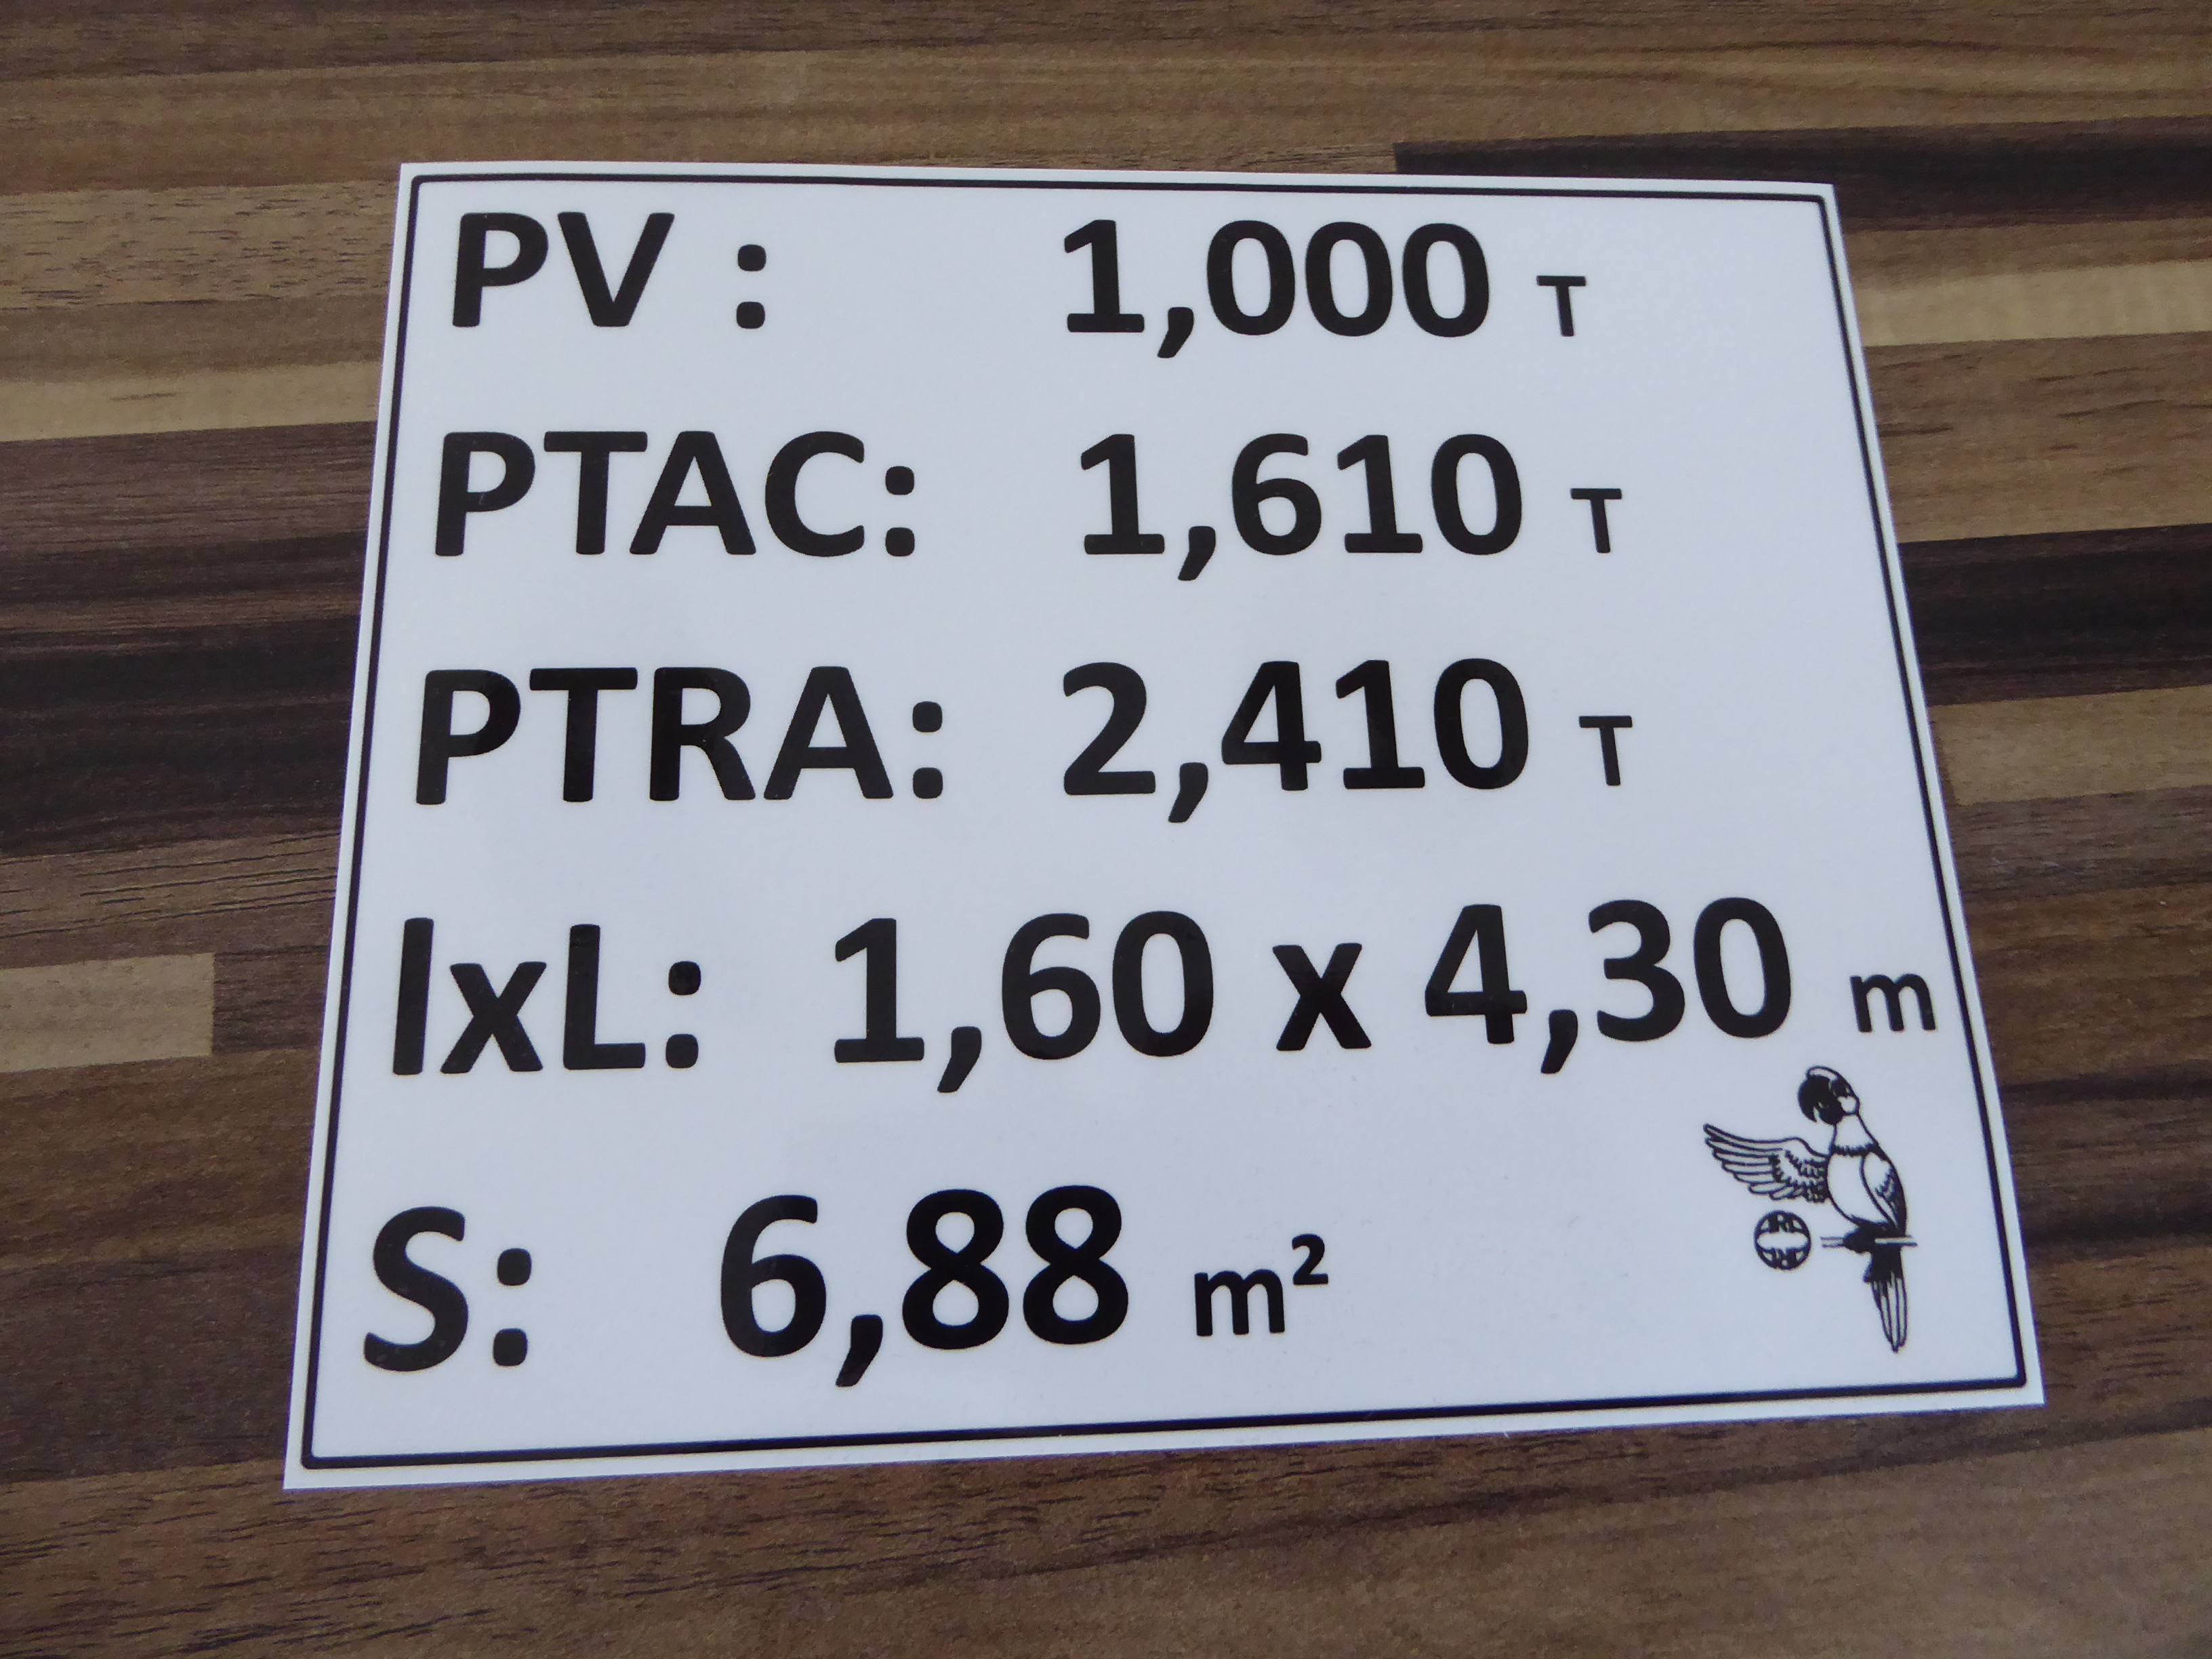 PV : 1,000 T
PTAC: 1,610 T
PTRA: 2,410 T
lxL: 1,60 x 4,30 m
S: 6,88 m²